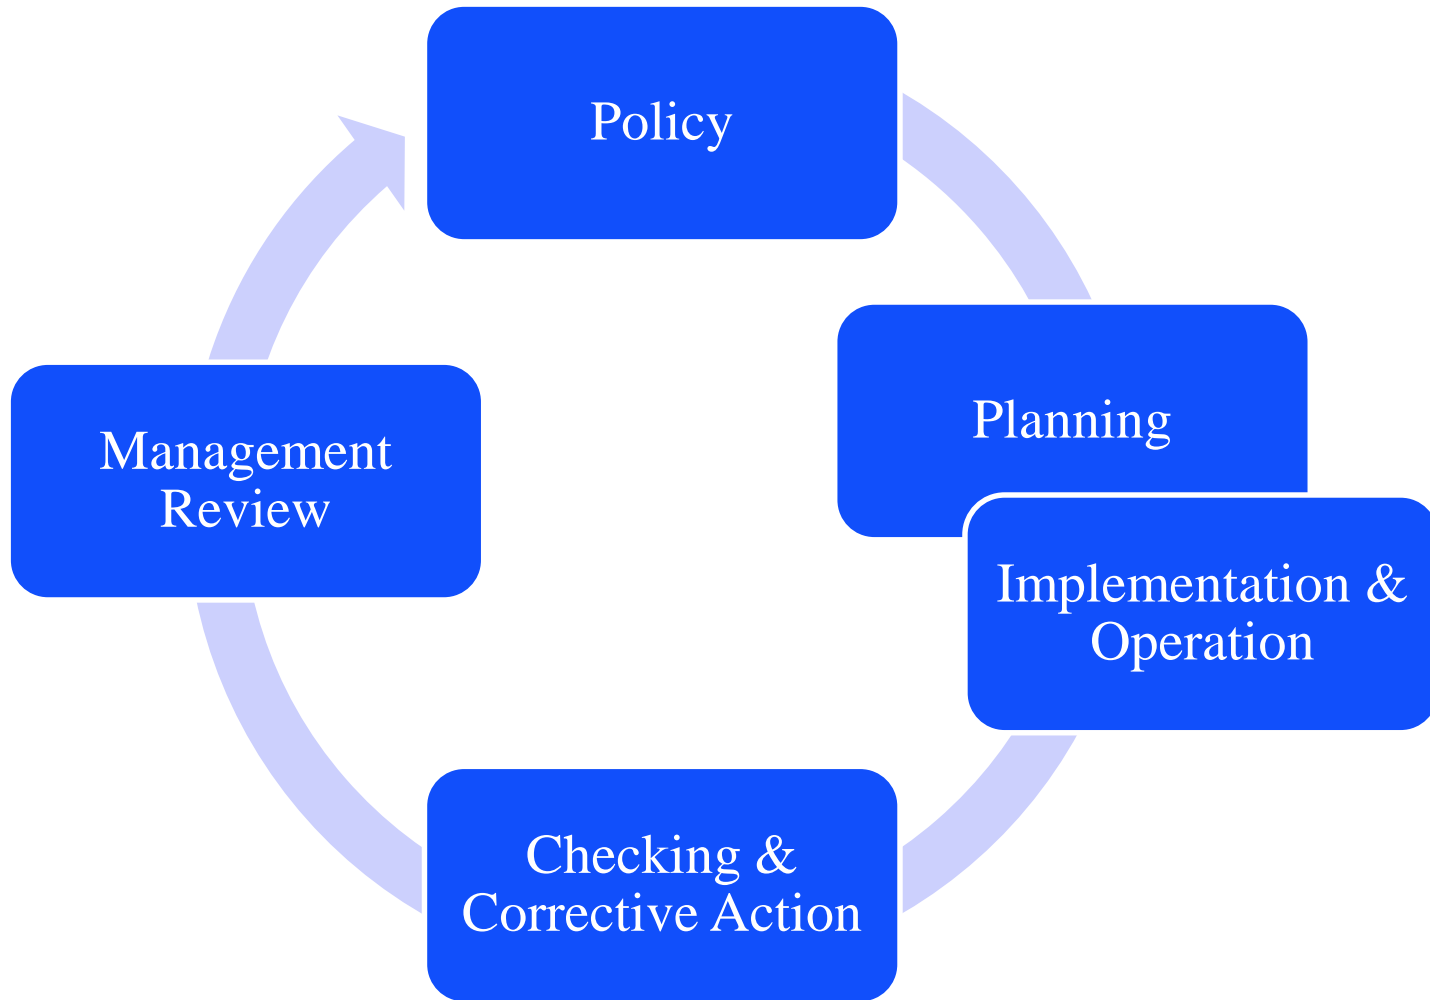 Policy
Planning
Implementation &
Operation
Checking &
Corrective Action
Management
Review